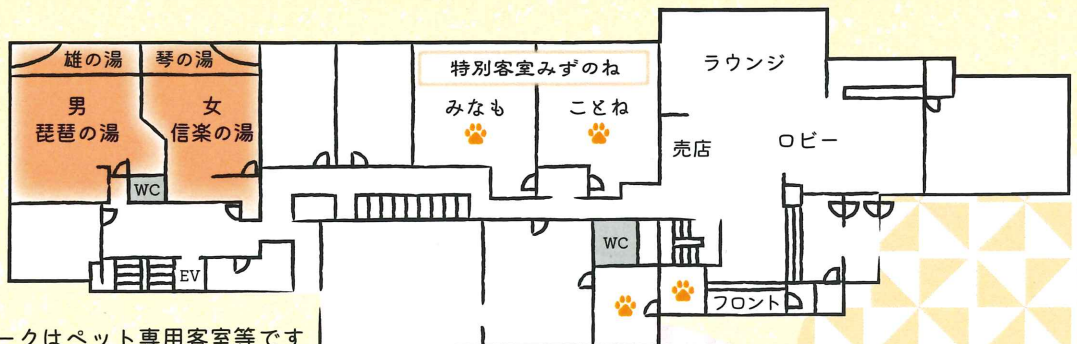 雄の湯
琴の湯
男
琵琶の湯
女
信楽の湯
WC
EV
特別客室みずのね
みなも
ことね
ラウンジ
売店
ロビー
WC
フロント
ークはペット専用客室等です